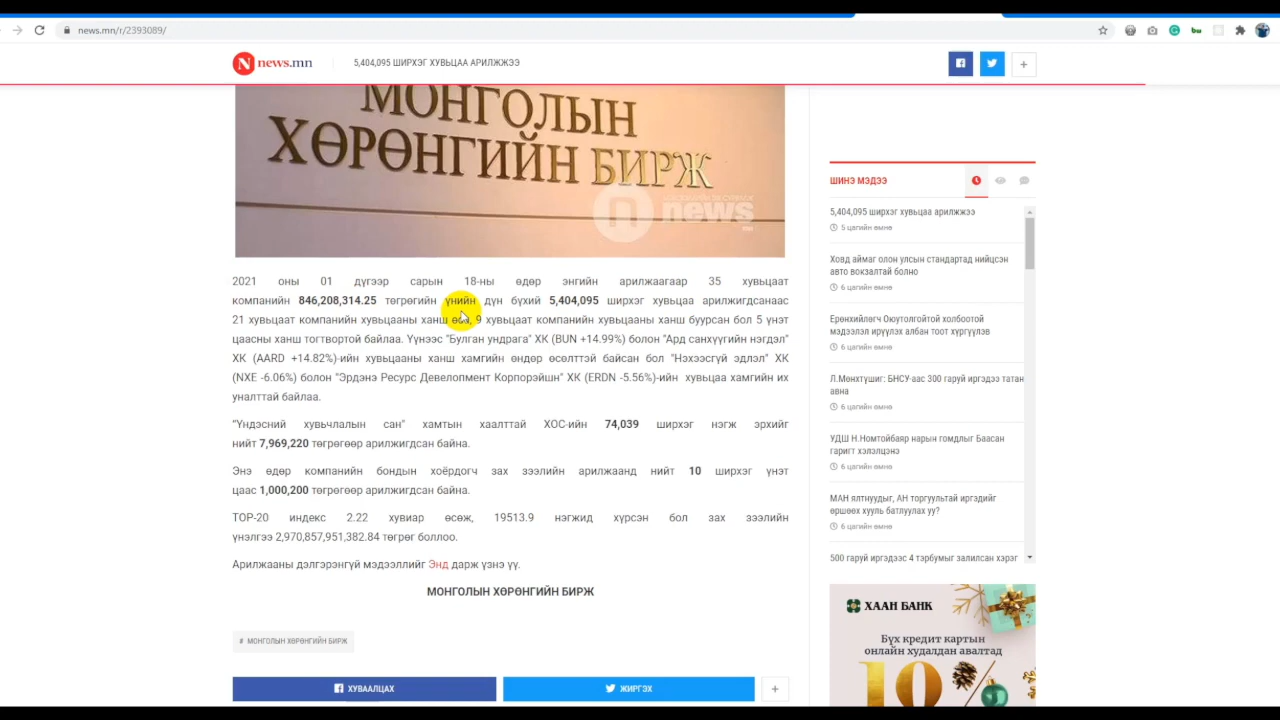 news.mn/r/2393089/
news.mn
5,404,095 ШИРХЭГ ХУВЬЦАА АРИЛЖЖЭЭ
МОНГОЛЫН
ХӨРӨНГИЙН БИРЖ
news
2021 оны 01 дүгээр сарын 18-ны өдөр энгийн арилжаагаар 35 хувьцаат
компанийн 846,208,314.25 төгрөгийн үнийн дүн бүхий 5,404,095 ширхэг хувьцаа арилжигдсанаас
21 хувьцаат компанийн хувьцааны ханш өсч, 9 хувьцаат компанийн хувьцааны ханш буурсан бол 5 үнэт
цаасны ханш тогтвортой байлаа. Үүнээс "Булган ундрага" ХК (BUN +14.99%) болон "Ард санхүүгийн нэгдэл"
ХК (AARD +14.82%)-ийн хувьцааны ханш хамгийн өндөр өсөлттэй байсан бол "Нэхээсгүй эдлэл" ХК
(NXE -6.06%) болон "Эрдэнэ Ресурс Девелопмент Корпорэйшн" ХК (ERDN -5.56%)-ийн хувьцаа хамгийн их
уналттай байлаа.
"Үндэсний хувьчлалын сан" хамтын хаалттай ХОС-ийн 74,039 ширхэг нэгж эрхийг
нийт 7,969,220 төгрөгөөр арилжигдсан байна.
Энэ өдөр компанийн бондын хоёрдогч зах зээлийн арилжаанд нийт 10 ширхэг үнэт
цаас 1,000,200 төгрөгөөр арилжигдсан байна.
ТОР-20 индекс 2.22 хувиар өсөж, 19513.9 нэгжид хүрсэн бол зах зээлийн
үнэлгээ 2,970,857,951,382.84 төгрөг боллоо.
Арилжааны дэлгэрэнгүй мэдээллийг Энд дарж үзнэ үү.
МОНГОЛЫН ХӨРӨНГИЙН БИРЖ
# МОНГОЛЫН ХӨРӨНГИЙН БИРЖ
ХУВААЛЦАХ
ЖИРГЭХ
ШИНЭ МЭДЭЭ
5,404,095 ширхэг хувьцаа арилжжээ
5 цагийн өмнө
Ховд аймаг олон улсын стандартад нийцсэн
авто вокзалтай болно
6 цагийн өмнө
Ерөнхийлөгч Оюутолгойтой холбоотой
мэдээлэл ирүүлэх албан тоот хүргүүлэв
6 цагийн өмнө
Л.Мөнхтүшиг: БНСУ-аас 300 гаруй иргэдээ татан
авна
6 цагийн өмнө
УДШ Н.Номтойбаяр нарын гомдлыг Баасан
гаригт хэлэлцэнэ
6 цагийн өмнө
МАН ялтнуудыг, АН торгуультай иргэдийг
өршөөх хууль батлуулах уу?
6 цагийн өмнө
500 гаруй иргэдээс 4 тэрбумыг залилсан хэрэг
ХААН БАНК
Бүх кредит картын
онлайн худалдан авалтад
10